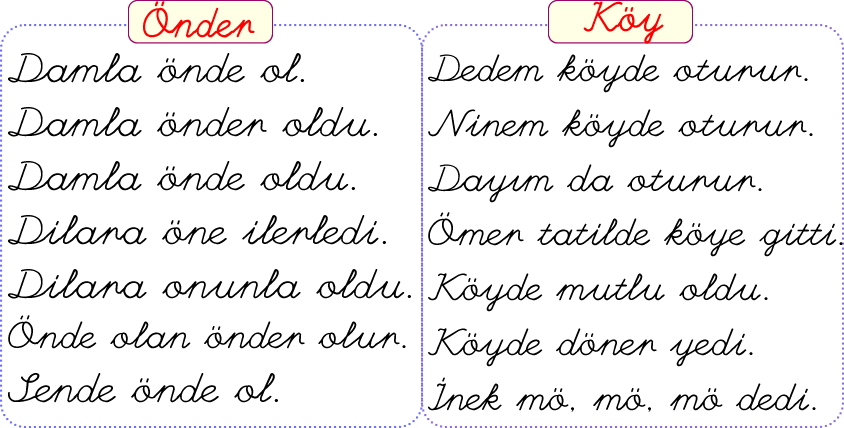 Önder
Damla önde ol.
Damla önder oldu.
Damla önde oldu.
Dilara öne ilerledi.
Dilara onunla oldu.
Önde olan önder olur.
Sende önde ol.
Köy
Dedem köyde oturur.
Ninem köyde oturur.
Dayım da oturur.
Ömer tatilde köye gitti.
Köyde mutlu oldu.
Köyde döner yedi.
İnek mö, mö, mö dedi.